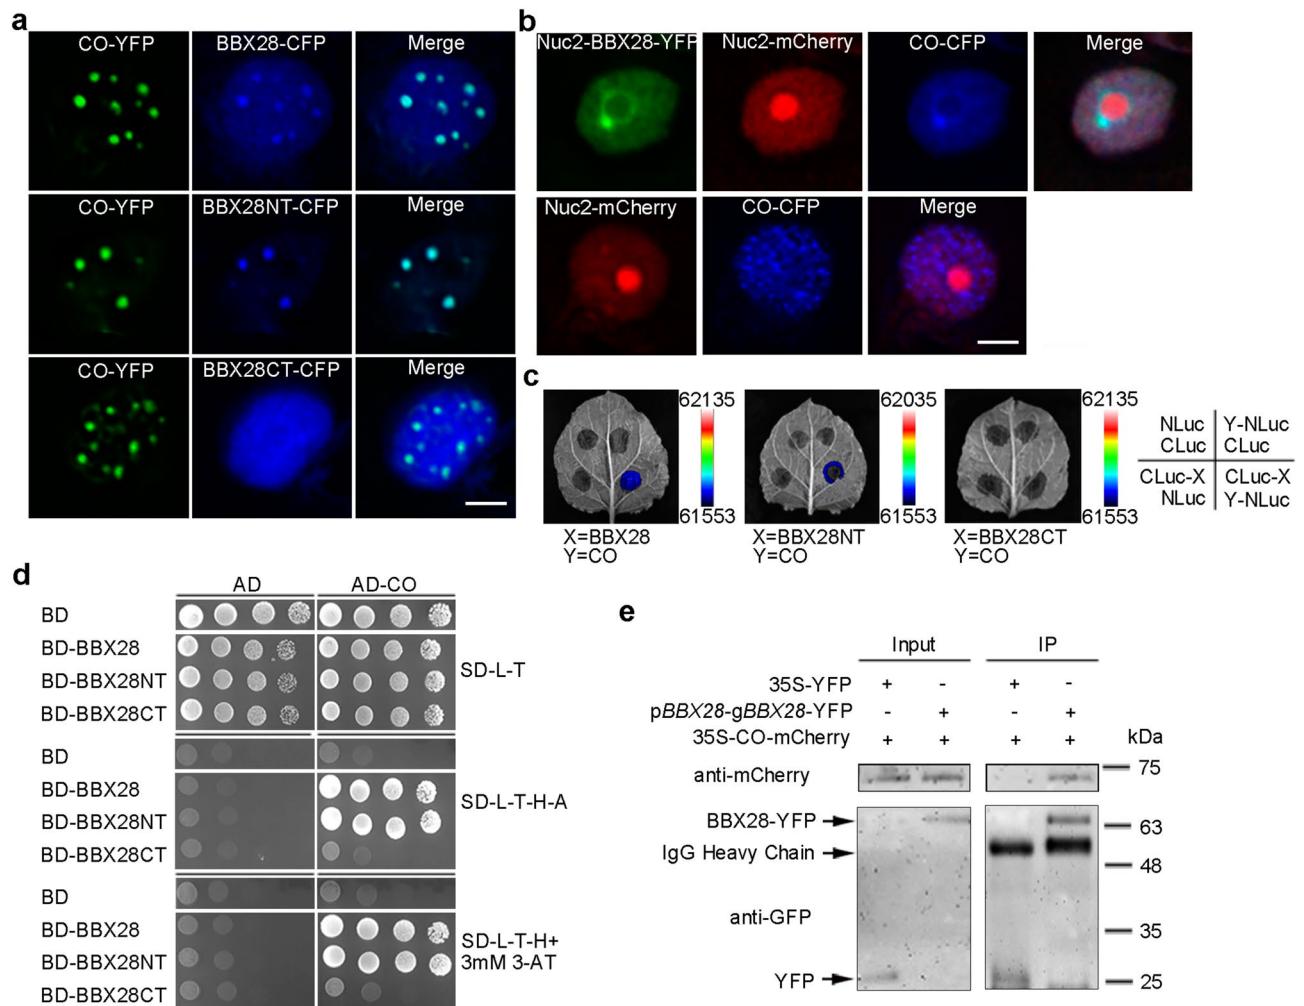 a
CO-YFP BBX28-CFP Merge
CO-YFP BBX28NT-CFP Merge
CO-YFP BBX28CT-CFP Merge
b
Nuc2-BBX28-YFP Nuc2-mCherry CO-CFP Merge
Nuc2-mCherry CO-CFP Merge
c
62135 62035 62135
61553 61553 61553
X=BBX28 X=BBX28NT X=BBX28CT
Y=CO Y=CO Y=CO
NLuc Y-NLuc
CLuc CLuc
CLuc-X CLuc-X
NLuc Y-NLuc
d
AD AD-CO
BD
BD-BBX28
BD-BBX28NT
BD-BBX28CT
SD-L-T
BD
BD-BBX28
BD-BBX28NT
BD-BBX28CT
SD-L-T-H-A
BD
BD-BBX28
BD-BBX28NT
BD-BBX28CT
SD-L-T-H+
3mM 3-AT
e
Input IP
35S-YFP + - + -
pBBX28-gBBX28-YFP - + - +
35S-CO-mCherry + + + +
kDa
anti-mCherry
75
BBX28-YFP
63
IgG Heavy Chain
48
anti-GFP
35
YFP
25